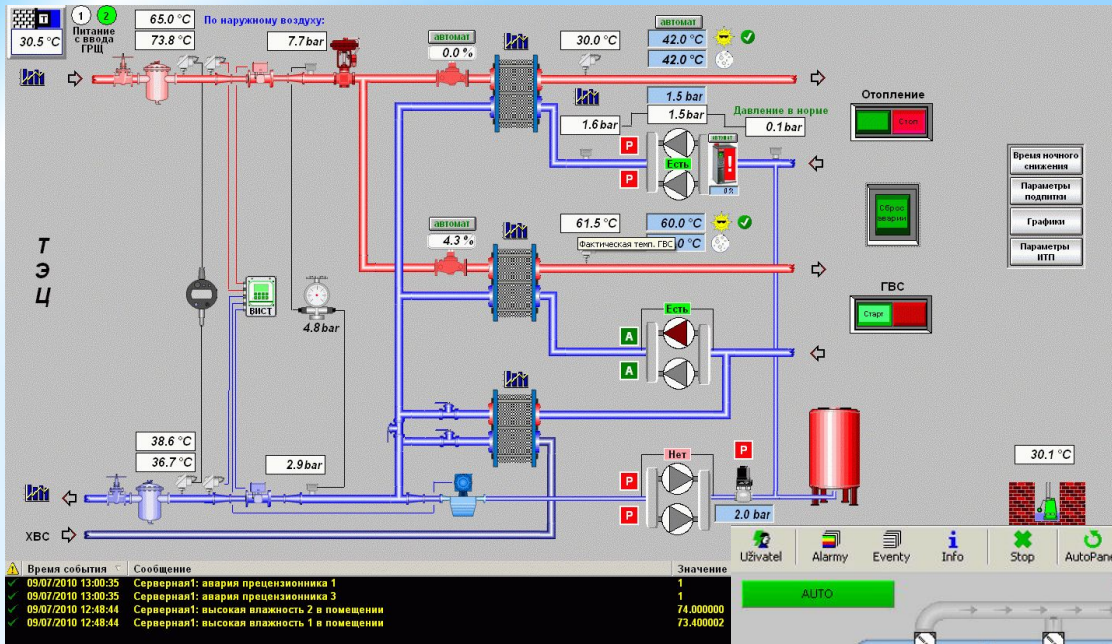 T
1
2
30.5 °C
Питание
с ввода
ГРЩ
65.0 °C
73.8 °C
По наружному воздуху:
7.7 bar
автомат
0.0 %
30.0 °C
автомат
42.0 °C
42.0 °C
1.5 bar
1.5 bar
1.6 bar
Давление в норме
0.1 bar
P
P
Есть
автомат
!
Отопление
Стоп
Время ночного
снижения
Параметры
подпитки
Графики
Параметры
ИТП
Сброс
аварии
автомат
4.3 %
61.5 °C
60.0 °C
Фактическая темп. ГВС
.0 °C
Т
Э
Ц
ВИСТ
4.8 bar
ГВС
Старт
Есть
A
A
38.6 °C
36.7 °C
2.9 bar
Нет
P
P
P
2.0 bar
30.1 °C
ХВС
Uživatel
Alarmy
Eventy
Info
Stop
AutoPane
AUTO
Время события
Сообщение
Значение
09/07/2010 13:00:35 Серверная1: авария прецензионника 1 1
09/07/2010 13:00:35 Серверная1: авария прецензионника 3 1
09/07/2010 12:48:44 Серверная1: высокая влажность 2 в помещении 74.000000
09/07/2010 12:48:44 Серверная1: высокая влажность 1 в помещении 73.400002